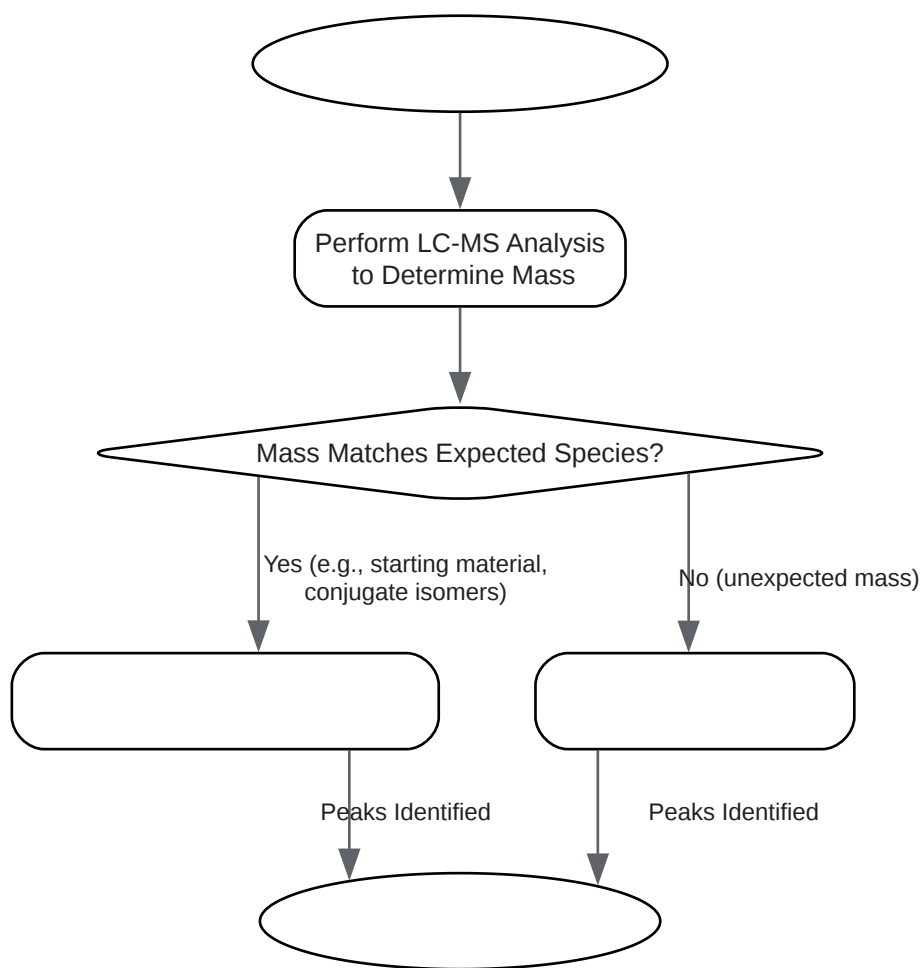 Perform LC-MS Analysis
to Determine Mass
Mass Matches Expected Species?
Yes (e.g., starting material,
conjugate isomers)
No (unexpected mass)
Peaks Identified
Peaks Identified